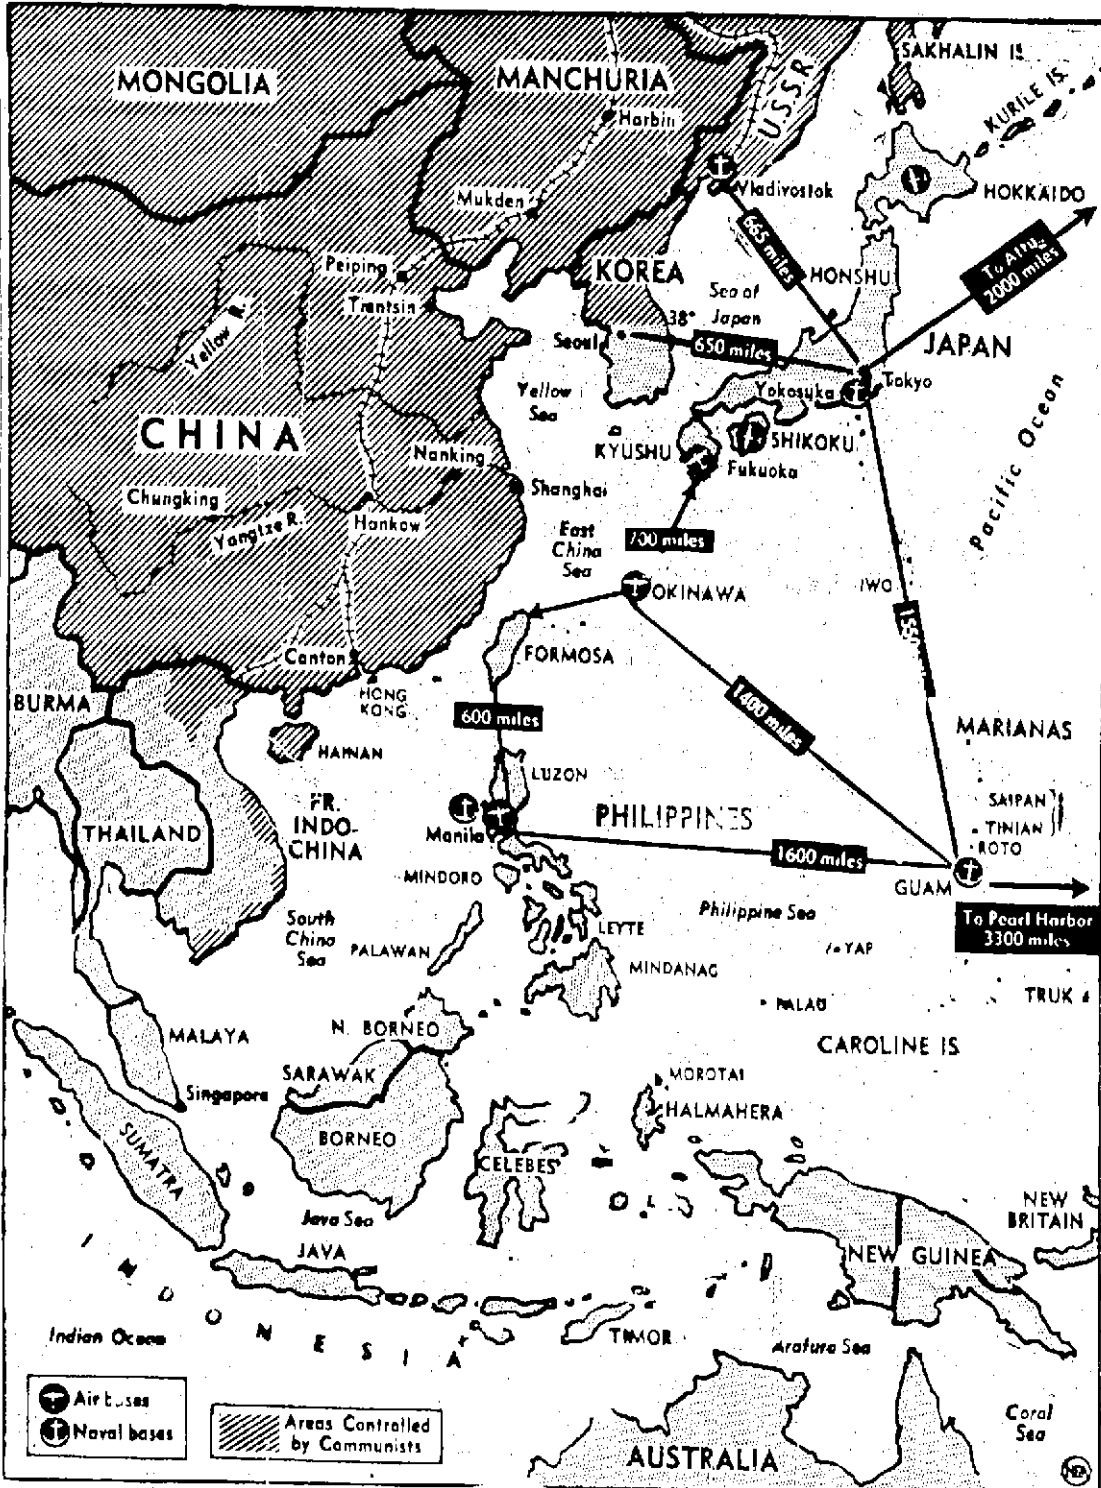 MONGOLIA
MANCHURIA
U.S.S.R.
SAKHALIN IS.
KURILE IS.
Harbin
Vladivostok
HOKKAIDO
Mukden
665 miles
To Attu
2000 miles
Peiping
KOREA
HONSHU
Tientsin
Sea of
Japan
38°
Yellow R.
Seoul
650 miles
JAPAN
Yellow
Sea
Yokosuka
Tokyo
CHINA
KYUSHU
SHIKOKU
Nanking
Fukuoka
Pacific Ocean
Chungking
Shanghai
Yangtze R.
Hankow
East
China
Sea
700 miles
OKINAWA
IWO
FORMOSA
Canton
HONG
KONG
BURMA
600 miles
1400 miles
MARIANAS
HAINAN
LUZON
FR.
INDO-
CHINA
PHILIPPINES
SAIPAN
TINIAN
ROTO
THAILAND
Manila
1600 miles
MINDORO
GUAM
South
China
Sea
Philippine Sea
To Pearl Harbor
3300 miles
LEYTE
PALAWAN
YAP
MINDANAO
PALAU
TRUK
N. BORNEO
MALAYA
CAROLINE IS.
SARAWAK
MOROTAI
Singapore
HALMAHERA
SUMATRA
BORNEO
CELEBES
NEW
BRITAIN
Java Sea
JAVA
NEW GUINEA
INDONESIA
Indian Ocean
TIMOR
Arafura Sea
Air bases
Naval bases
Areas Controlled
by Communists
AUSTRALIA
Coral
Sea
NEA